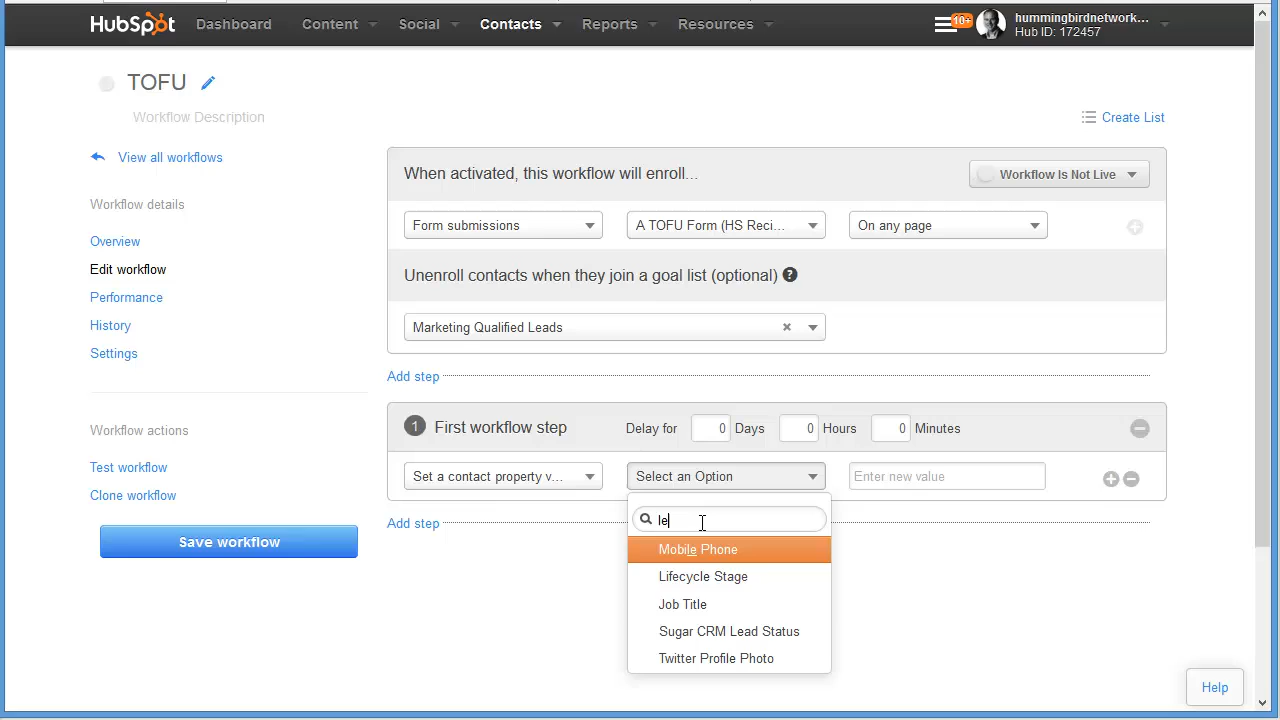 HubSpot Dashboard Content Social Contacts Reports Resources 10+ hummingbirdnetwork...
Hub ID: 172457
TOFU
Workflow Description
Create List
View all workflows
Workflow details
Overview
Edit workflow
Performance
History
Settings
Workflow actions
Test workflow
Clone workflow
Save workflow
When activated, this workflow will enroll...
Workflow Is Not Live
Form submissions
A TOFU Form (HS Reci...
On any page
Unenroll contacts when they join a goal list (optional) ?
Marketing Qualified Leads ×
Add step
1 First workflow step Delay for 0 Days 0 Hours 0 Minutes
Set a contact property v...
Select an Option
Enter new value
le
Mobile Phone
Lifecycle Stage
Job Title
Sugar CRM Lead Status
Twitter Profile Photo
Add step
Help